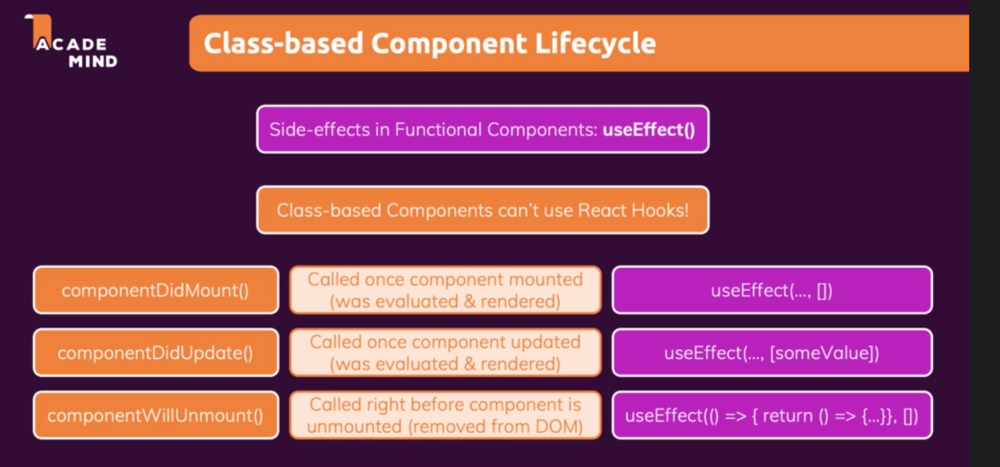 ACADE
MIND
Class-based Component Lifecycle
Side-effects in Functional Components: useEffect()
Class-based Components can't use React Hooks!
componentDidMount()
Called once component mounted
(was evaluated & rendered)
useEffect(..., [])
componentDidUpdate()
Called once component updated
(was evaluated & rendered)
useEffect(..., [someValue])
componentWillUnmount()
Called right before component is
unmounted (removed from DOM)
useEffect(() => { return () => {...}}, [])